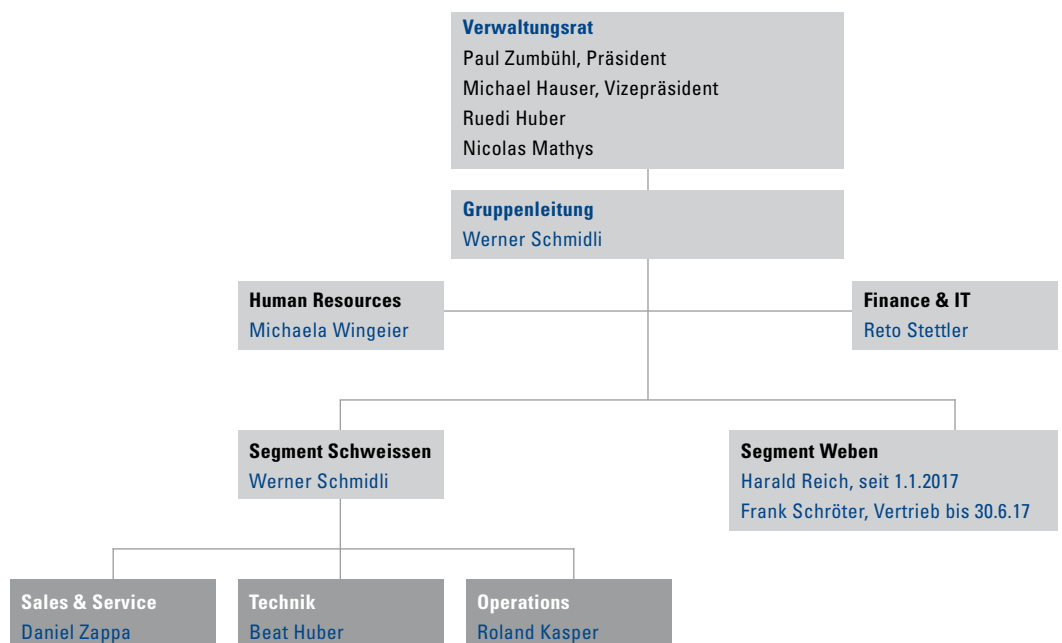 Verwaltungsrat
Paul Zumbühl, Präsident
Michael Hauser, Vizepräsident
Ruedi Huber
Nicolas Mathys
Gruppenleitung
Werner Schmidli
Human Resources
Michaela Wingeier
Finance & IT
Reto Stettler
Segment Schweissen
Werner Schmidli
Segment Weben
Harald Reich, seit 1.1.2017
Frank Schröter, Vertrieb bis 30.6.17
Sales & Service
Daniel Zappa
Technik
Beat Huber
Operations
Roland Kasper